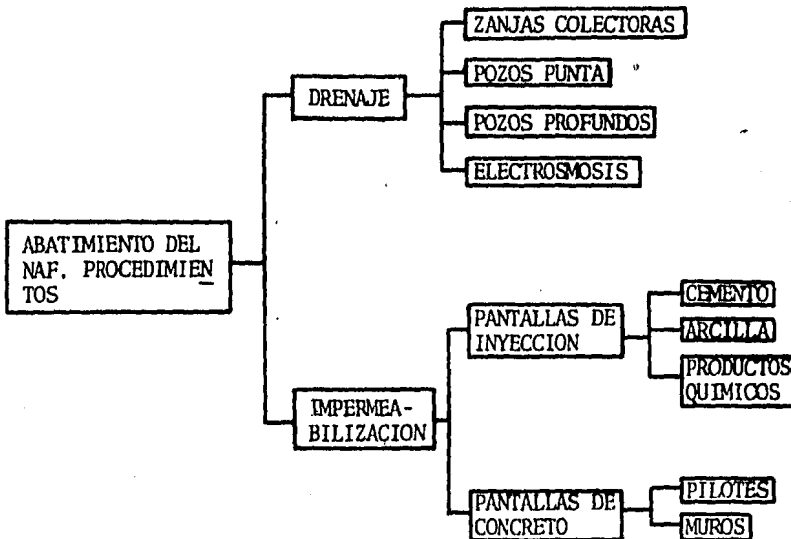 ZANJAS COLECTORAS
POZOS PUNTA
DRENAJE
POZOS PROFUNDOS
ELECTROSMOSIS
ABATIMIENTO DEL
NAF. PROCEDIMIEN
TOS
PANTALLAS DE
INYECCION
CEMENTO
ARCILLA
PRODUCTOS
QUIMICOS
IMPERMEA-
BILIZACION
PANTALLAS DE
CONCRETO
PILOTES
MUROS